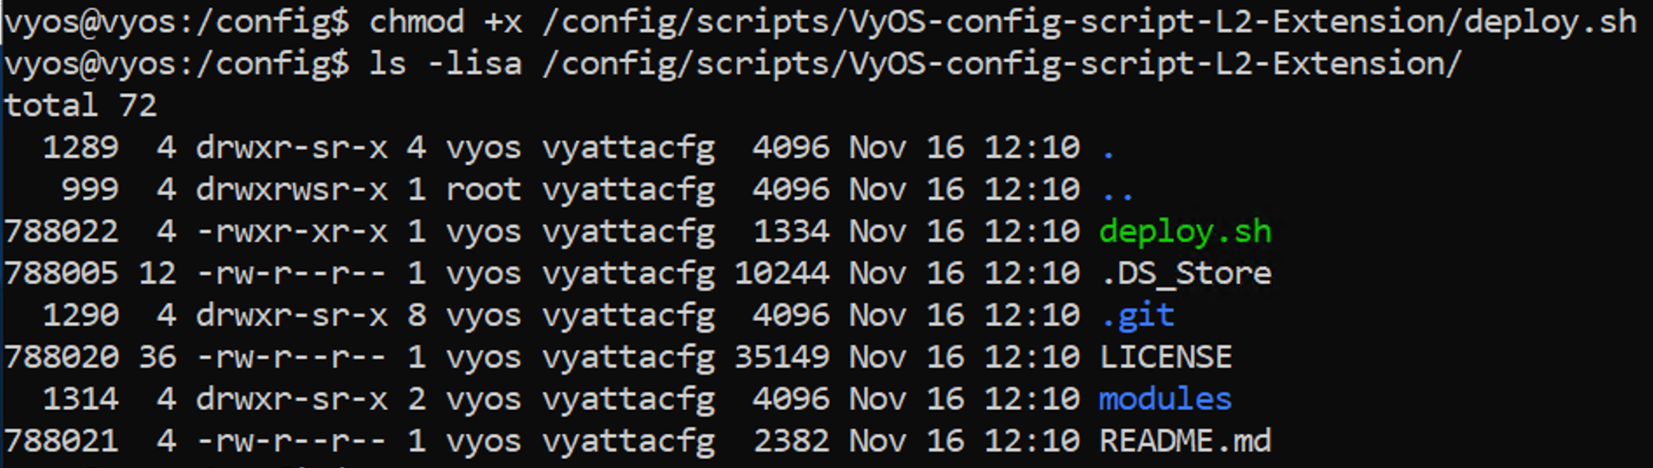 vyos@vyos:/config$ chmod +x /config/scripts/VyOS-config-script-L2-Extension/deploy.sh
vyos@vyos:/config$ ls -lisa /config/scripts/VyOS-config-script-L2-Extension/
total 72
  1289  4 drwxr-sr-x 4 vyos vyattacfg  4096 Nov 16 12:10 .
   999  4 drwxrwsr-x 1 root vyattacfg  4096 Nov 16 12:10 ..
788022  4 -rwxr-xr-x 1 vyos vyattacfg  1334 Nov 16 12:10 deploy.sh
788005 12 -rw-r--r-- 1 vyos vyattacfg 10244 Nov 16 12:10 .DS_Store
  1290  4 drwxr-sr-x 8 vyos vyattacfg  4096 Nov 16 12:10 .git
788020 36 -rw-r--r-- 1 vyos vyattacfg 35149 Nov 16 12:10 LICENSE
  1314  4 drwxr-sr-x 2 vyos vyattacfg  4096 Nov 16 12:10 modules
788021  4 -rw-r--r-- 1 vyos vyattacfg  2382 Nov 16 12:10 README.md